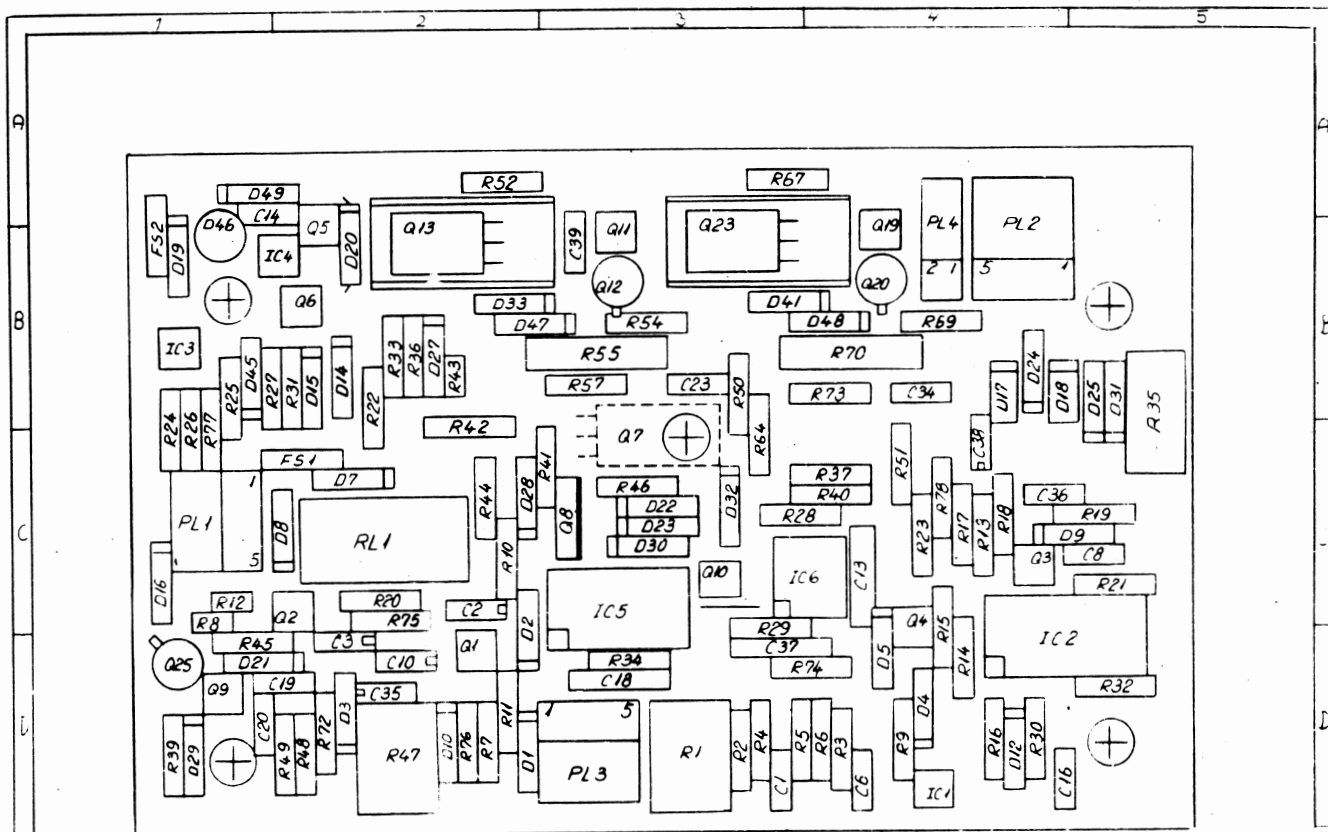 1 2 3 4 5
A A
R52 R67
D49
C14
FS2 D19 D46 Q5 D20 Q13 C39 Q11 Q23 Q19 PL4 PL2
IC4
Q12 Q20 2 1 5 1
Q6 D33 D41
B B
D47 R54 D48 R69
IC3
R25 D45 R27 R31 D15 D14 R33 R36 D27 R43 R55 R70
D24
R22 R57 C23 R50 R73 C34 D17 D18 D25 D31 R35
R24 R26 R77 R42 Q7 R64
FS1 R41 R51 C38
1 D7 R44 D28 R37
R46 D32 R40 R78 C36
D22 R28 R23 R17 R13 R18 R19
PL1 D8 RL1 Q8 D23
C D9
R10 D30 C13 Q3 C8
5 Q10 IC6
D16 R21
R12 R20 C2 IC5
R8 Q2 R75 D2 R29 Q4 R15 IC2
R45 C3 Q1 C37
Q25 D21 C10 R34 R74 D5 R14
Q9 C19 C35 C18 R32
D4
C20 R72 D3 R11 1 5
D
R39 D29 R49 R48 R47 D10 R76 R7 D1 PL3 R1 R2 R4 R5 R6 R3 R9 R16 D12 R30
C1 C6 IC1 C16